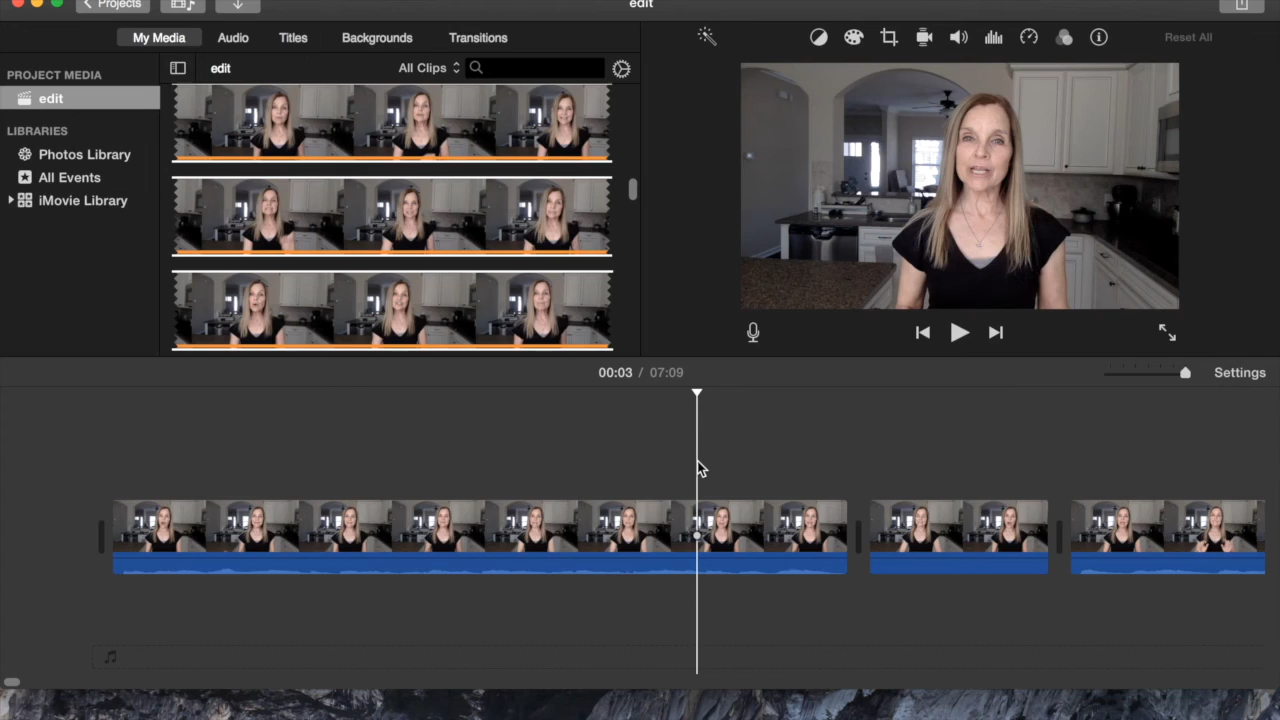 Projects
edit
My Media
Audio
Titles
Backgrounds
Transitions
Reset All
PROJECT MEDIA
edit
All Clips
edit
LIBRARIES
Photos Library
All Events
iMovie Library
00:03 / 07:09
Settings